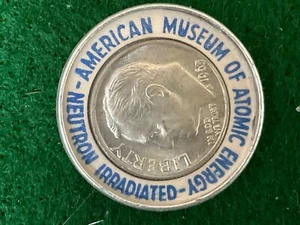 AMERICAN MUSEUM OF ATOMIC ENERGY-
NEUTRON IRRADIATED-
LIBERTY
IN GOD WE TRUST